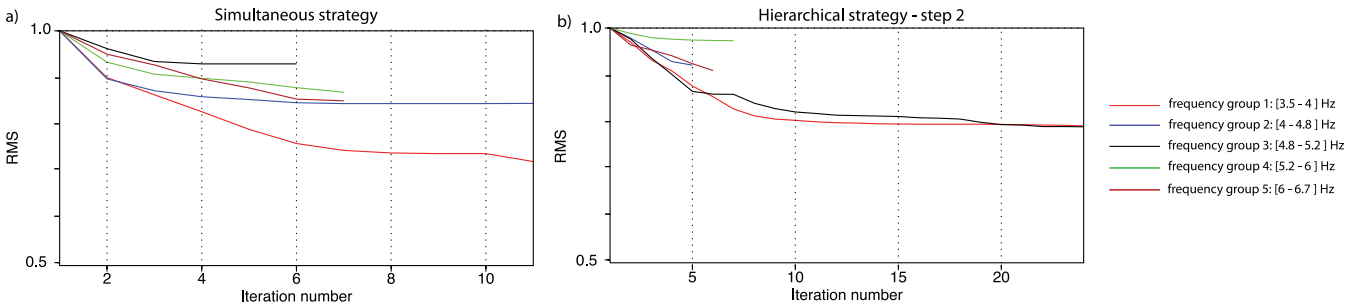 a)
Simultaneous strategy
1.0
RMS
0.5
2 4 6 8 10
Iteration number
b)
Hierarchical strategy - step 2
1.0
RMS
0.5
5 10 15 20
Iteration number
frequency group 1: [3.5 - 4] Hz
frequency group 2: [4 - 4.8] Hz
frequency group 3: [4.8 - 5.2] Hz
frequency group 4: [5.2 - 6] Hz
frequency group 5: [6 - 6.7] Hz